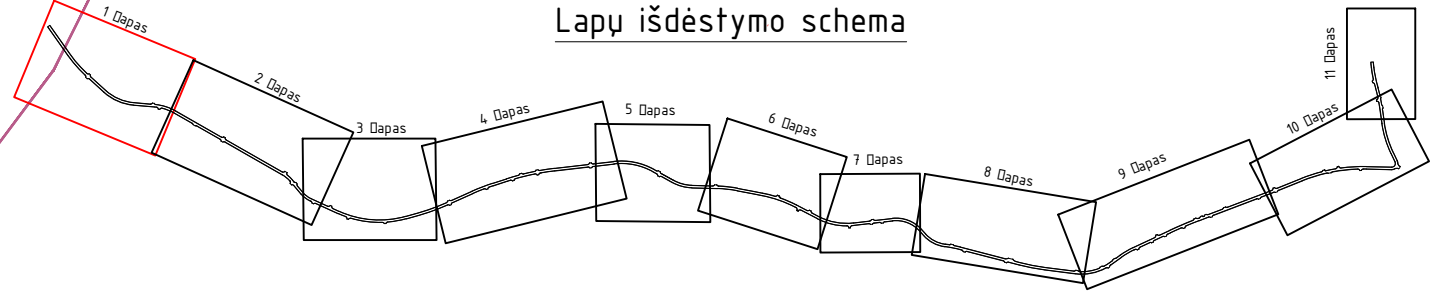 Lapų išdėstymo schema
1 ▯apas
2 ▯apas
3 ▯apas
4 ▯apas
5 ▯apas
6 ▯apas
7 ▯apas
8 ▯apas
9 ▯apas
10 ▯apas
11 ▯apas